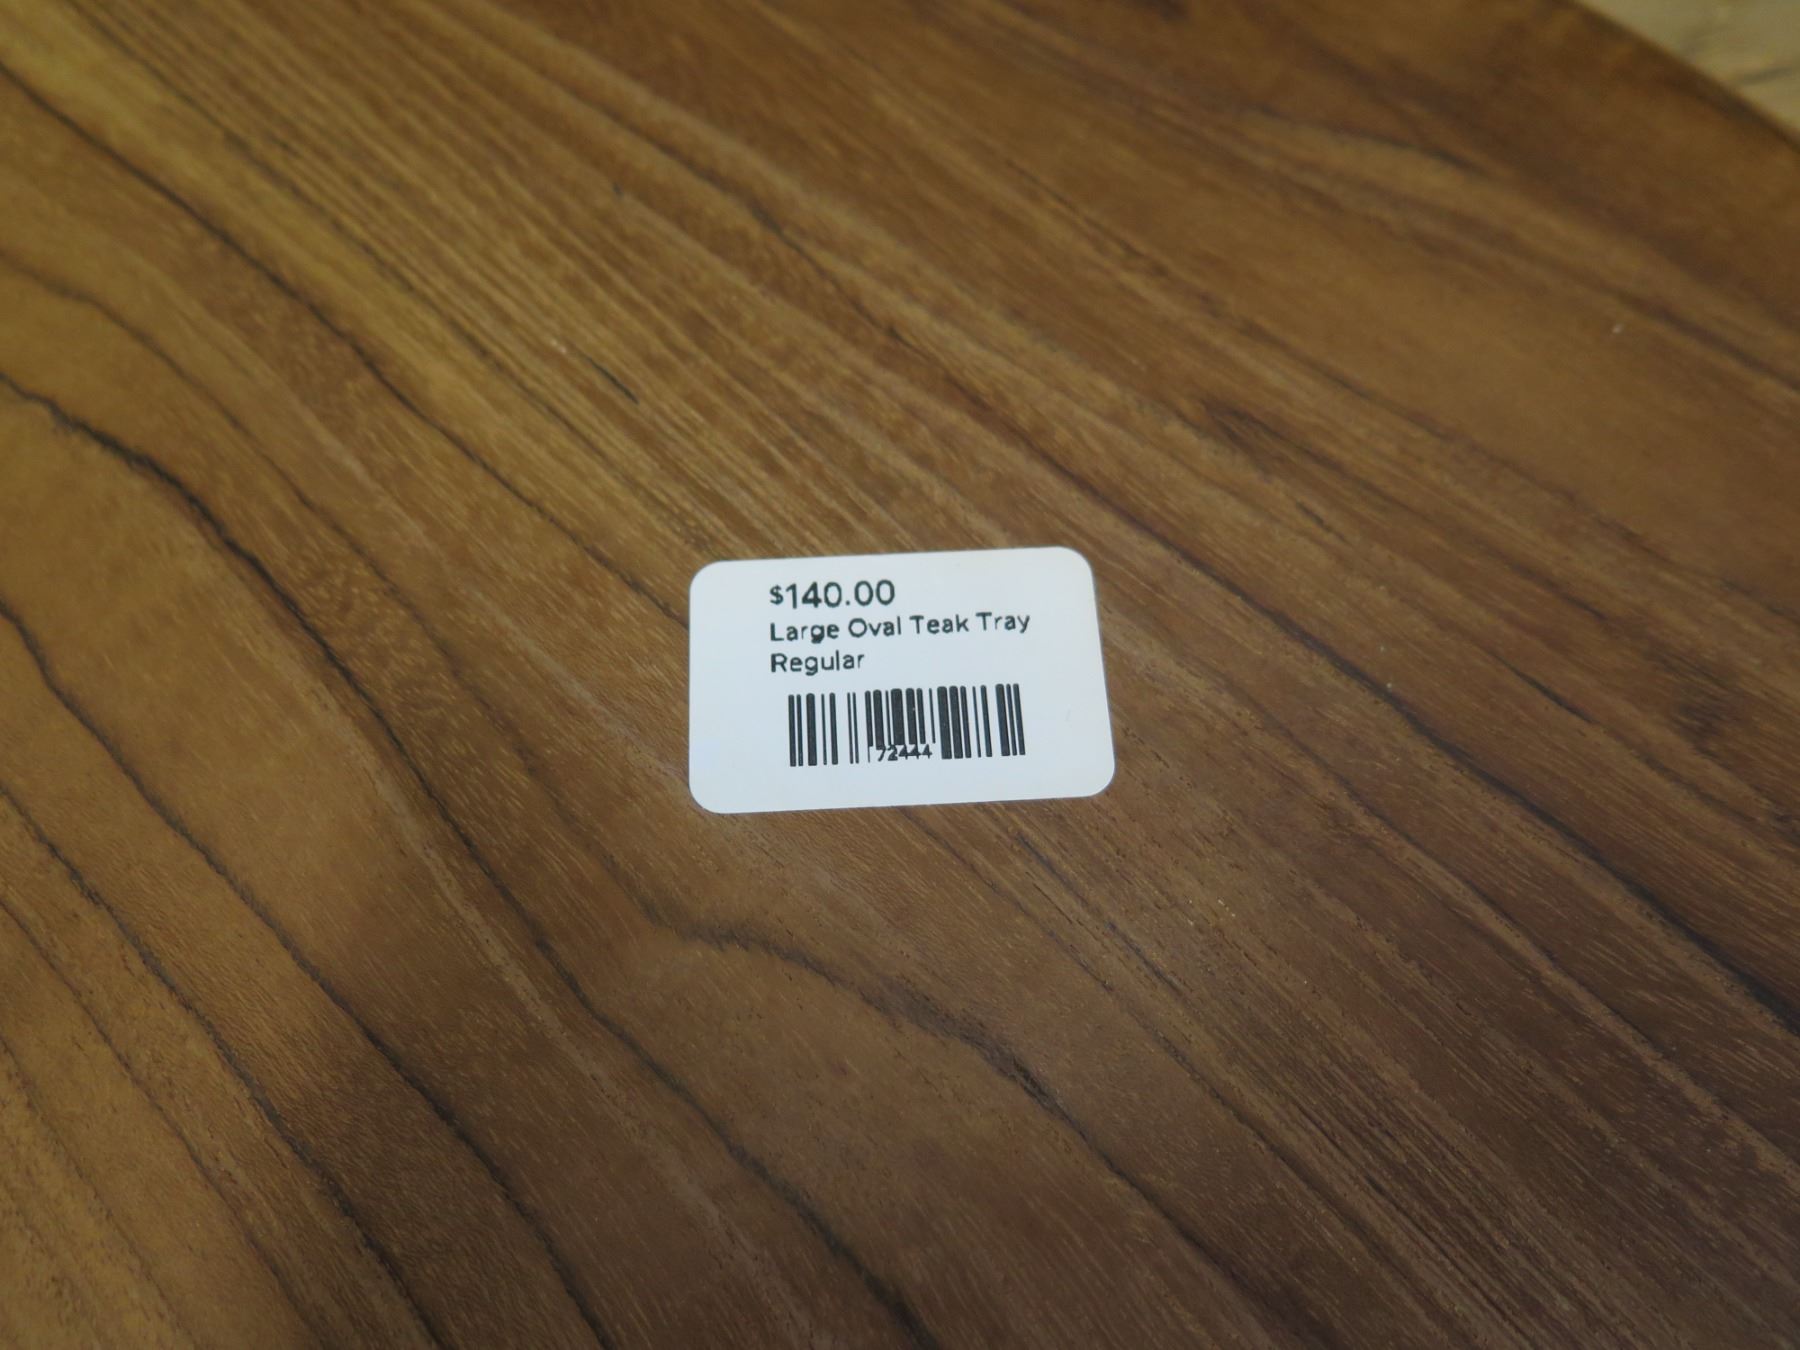 $140.00
Large Oval Teak Tray
Regular
72444